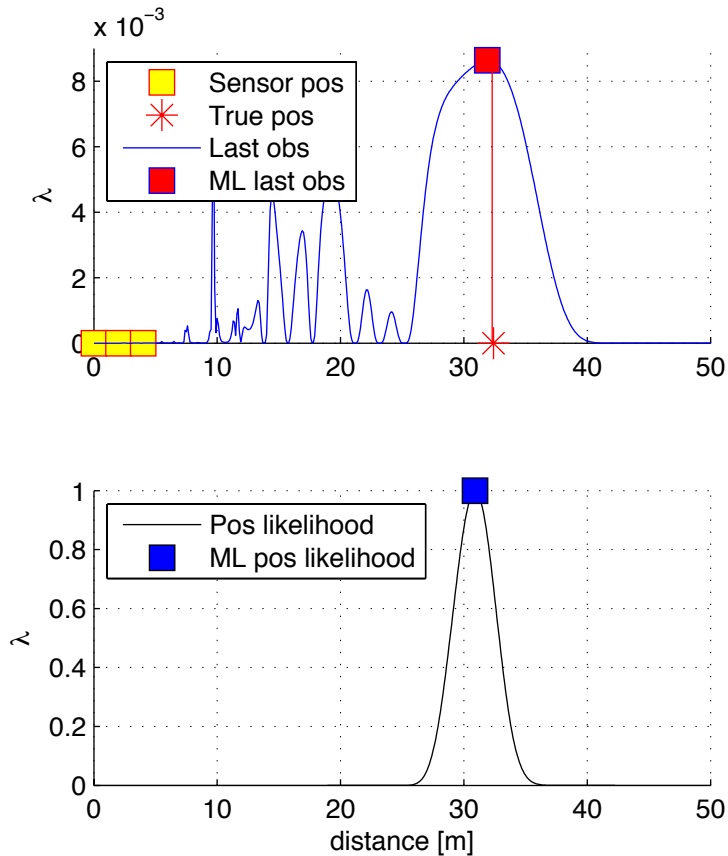 x 10⁻³
8
6
4
2
0
λ
Sensor pos
True pos
Last obs
ML last obs
0 10 20 30 40 50
1
0.8
0.6
0.4
0.2
0
λ
Pos likelihood
ML pos likelihood
0 10 20 30 40 50
distance [m]